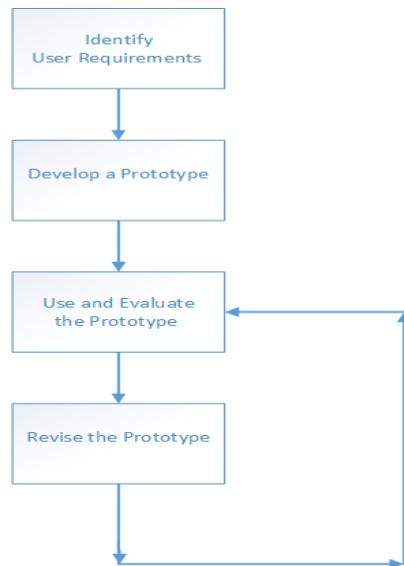 Identify
User Requirements
Develop a Prototype
Use and Evaluate
the Prototype
Revise the Prototype